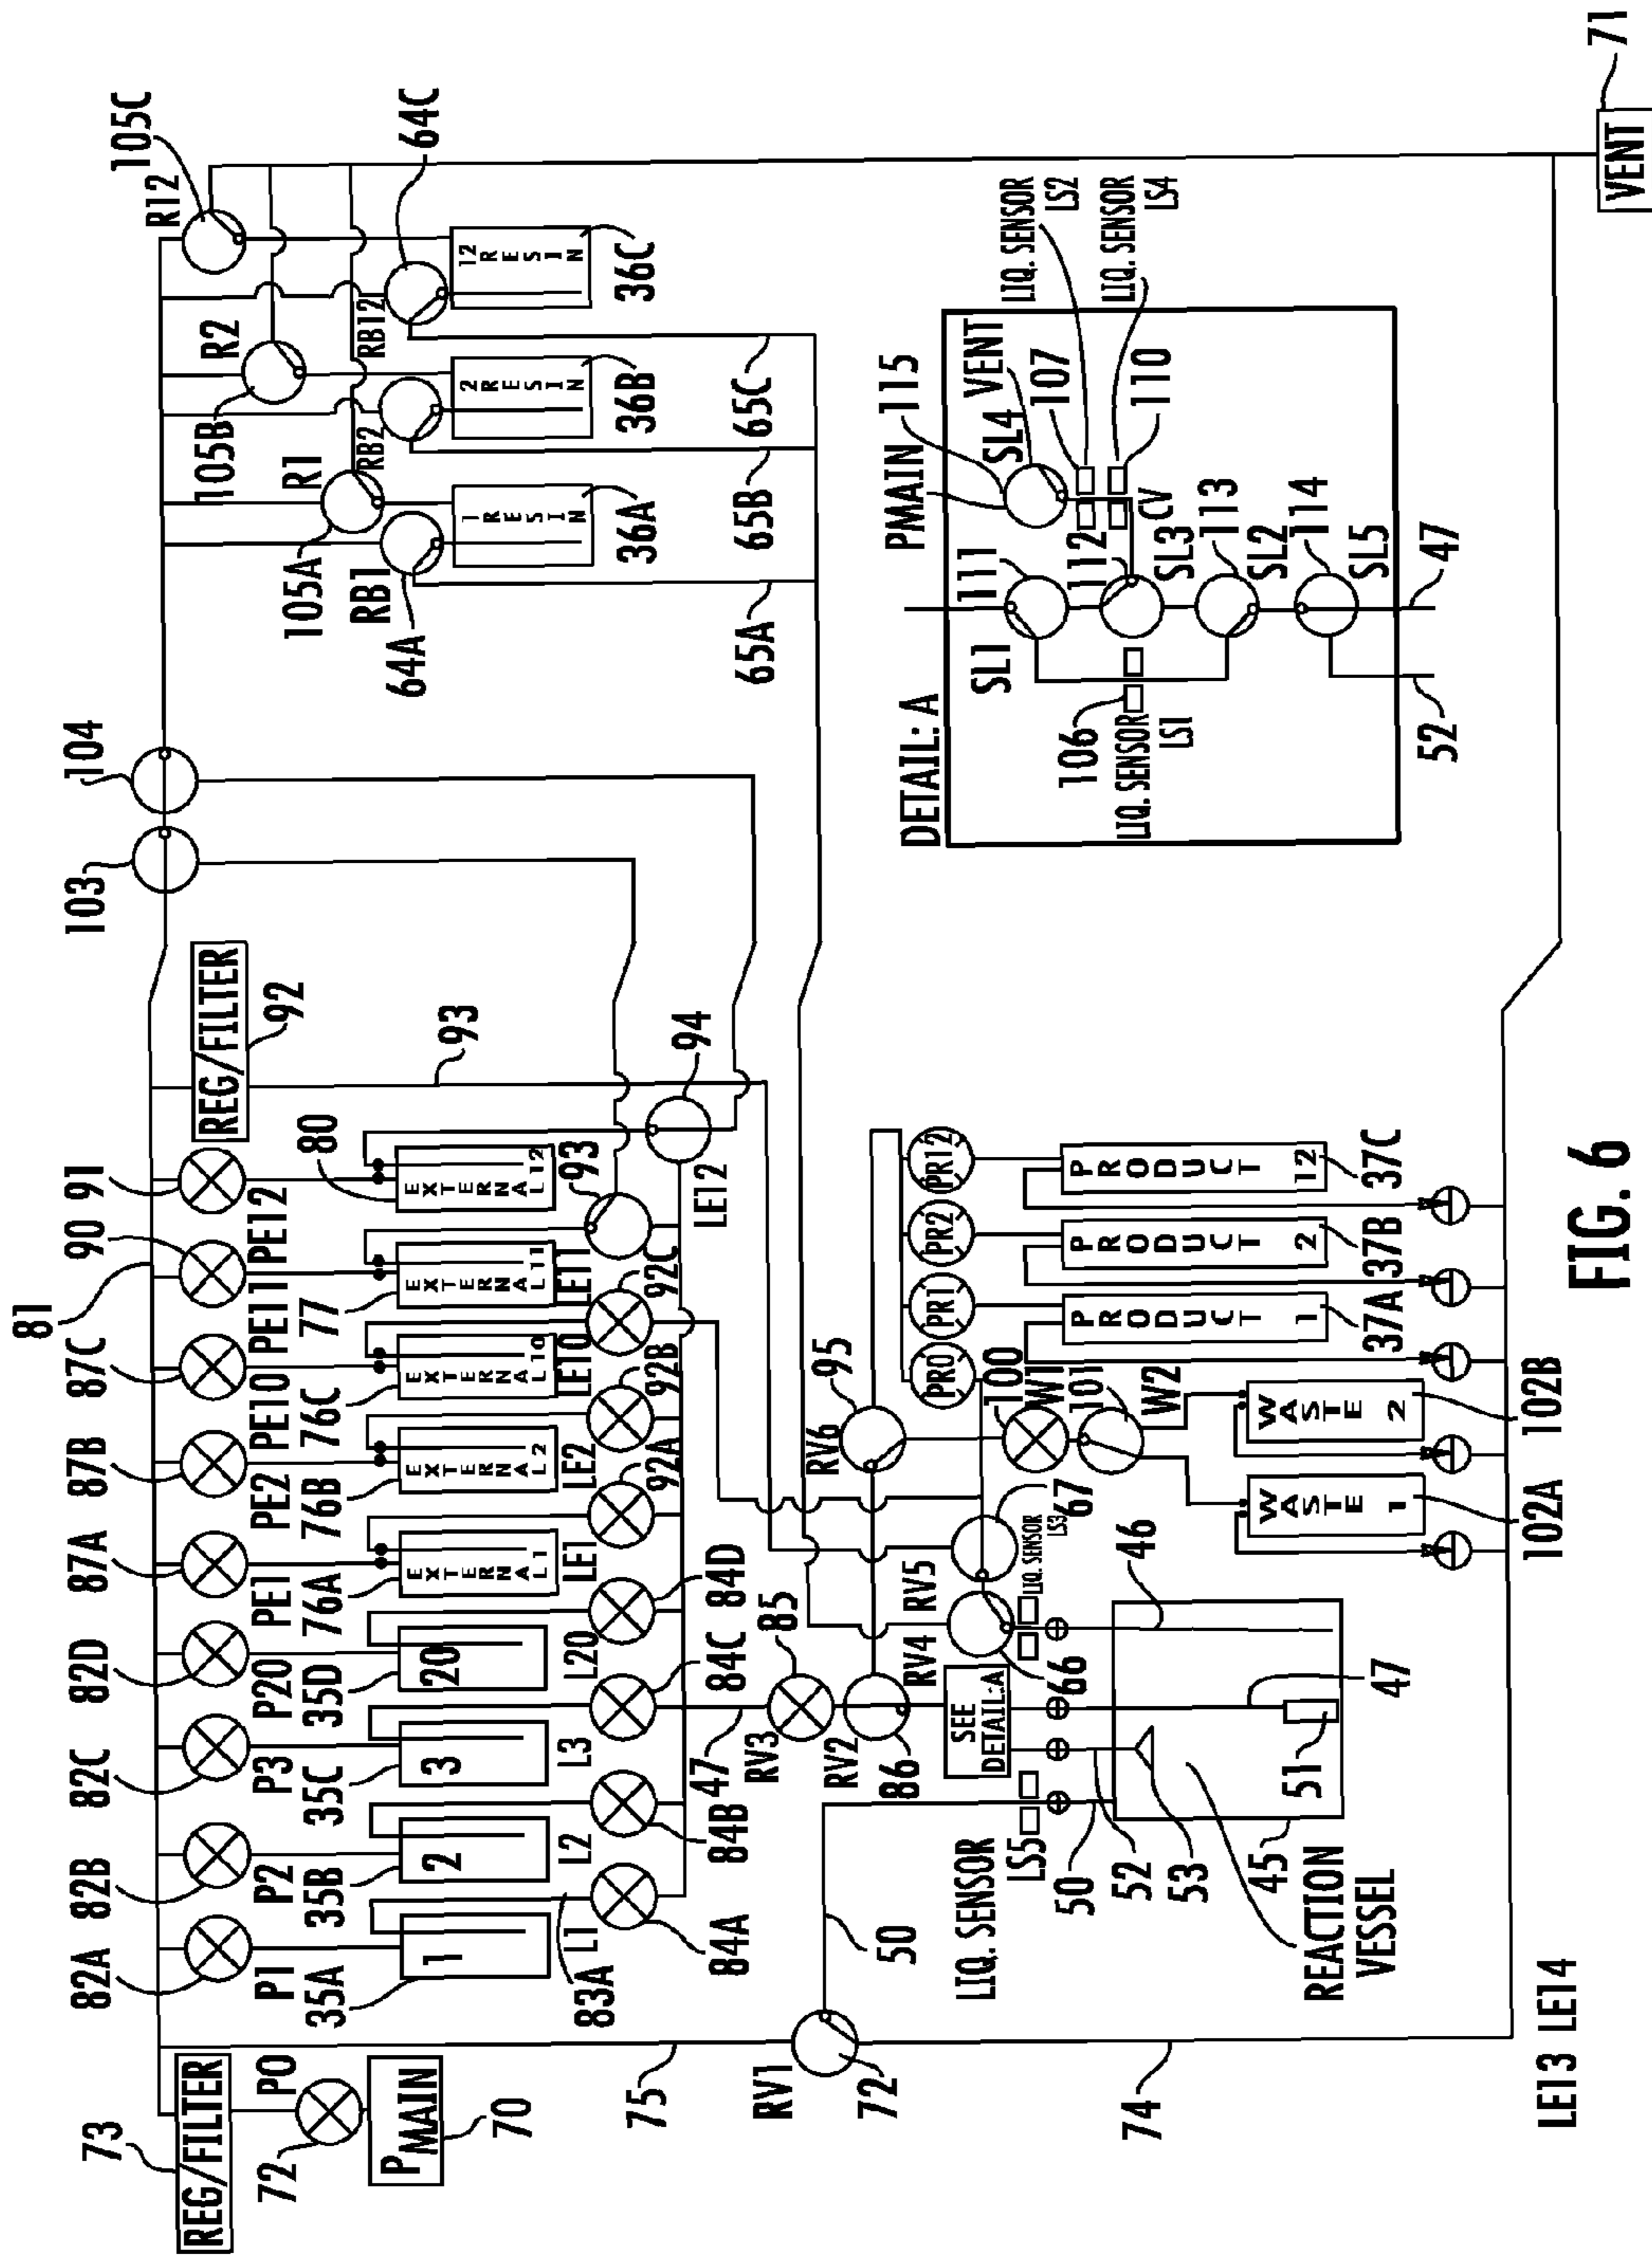 73
REG/FILTER
P0
72
PMAIN
70
81
82A
82B
82C
82D
87A
87B
87C
90
91
P1
P2
P3
P20
PE1
PE2
PE10
PE11
PE12
35A
35B
35C
35D
76A
76B
76C
77
80
1
2
3
20
EXTERNAL 1
EXTERNAL 2
EXTERNAL 10
EXTERNAL 11
EXTERNAL 12
REG/FILTER
92
93
83A
L1
L2
L3
L20
LE1
LE2
LE10
LE11
LE12
84A
84B
84C
84D
92A
92B
92C
93
94
103
104
R12
105C
R2
105B
R1
105A
RB1
64A
RB2
RB12
64C
1 RESIN
2 RESIN
12 RESIN
36A
36B
36C
65A
65B
65C
75
RV1
72
74
50
47
RV3
85
RV2
86
RV4
RV5
66
67
RV6
95
SEE
DETAIL:A
LIQ. SENSOR
LS5
LIQ. SENSOR
LS3
50
52
53
45
51
47
46
REACTION
VESSEL
PR0
PR1
PR2
PR12
100
W1
101
W2
PRODUCT 1
PRODUCT 2
PRODUCT 12
37A
37B
37C
WASTE 1
WASTE 2
102A
102B
DETAIL: A
PMAIN
115
SL4
VENT
107
LIQ. SENSOR
LS2
LIQ. SENSOR
LS4
110
CV
111
SL1
112
SL3
113
SL2
114
SL5
106
LIQ. SENSOR
LS1
52
47
71
VENT
LE13 LE14
FIG. 6